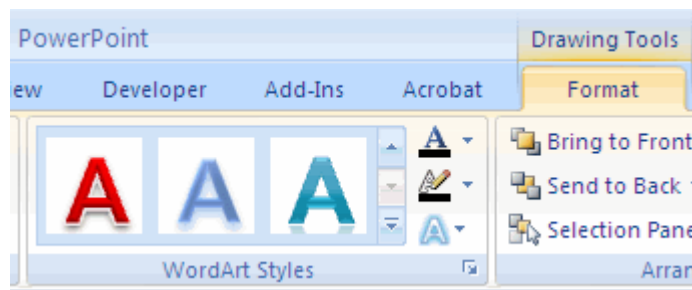 PowerPoint Drawing Tools
ew Developer Add-Ins Acrobat Format
A A A A Bring to Front
Send to Back
A Selection Pane
WordArt Styles Arran